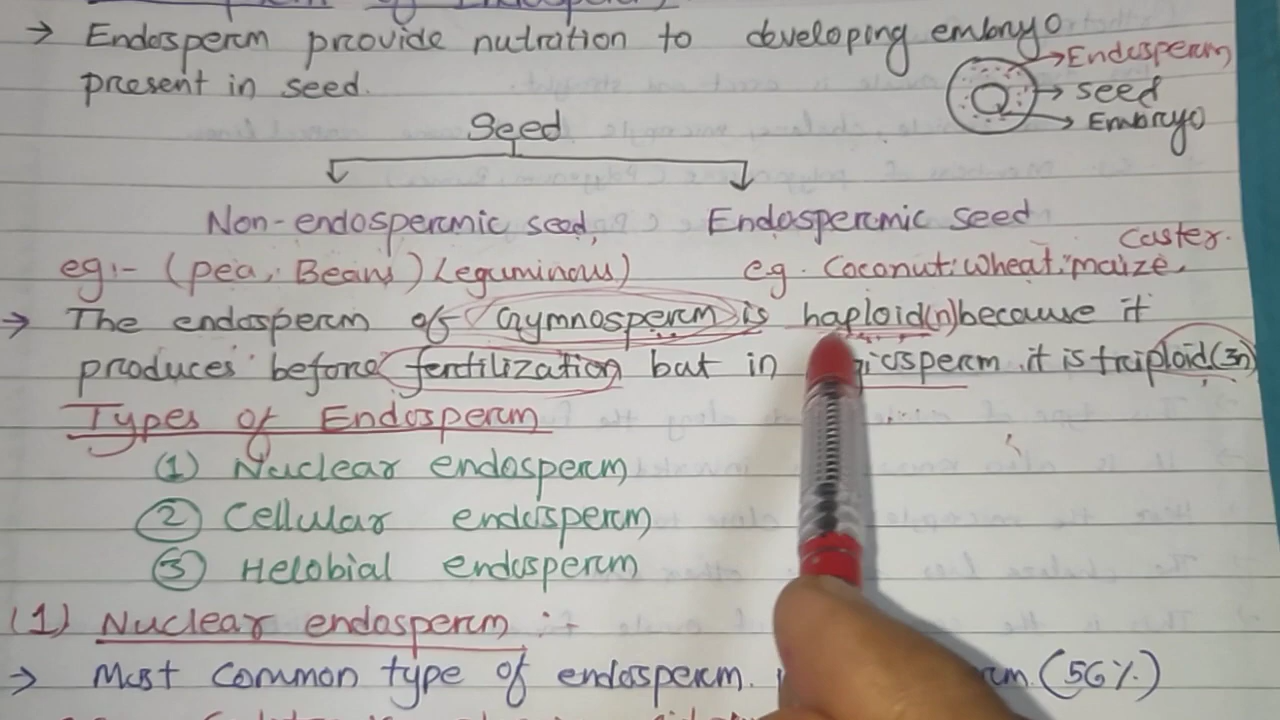 → Endosperm provide nutrition to developing embryo
present in seed.
→ Endosperm
→ seed
→ Embryo
Seed
Non-endospermic seed, Endospermic seed
eg:- (pea, Beans) Leguminous) e.g. Coconut, Wheat, maize, Caster.
→ The endosperm of Gymnosperm is haploid(n) because it
produces before fertilization but in giosperm it is triploid(3n)
Types of Endosperm
(1) Nuclear endosperm
(2) Cellular endosperm
(3) Helobial endosperm
(1) Nuclear endosperm :-
→ Most common type of endosperm. (56%)